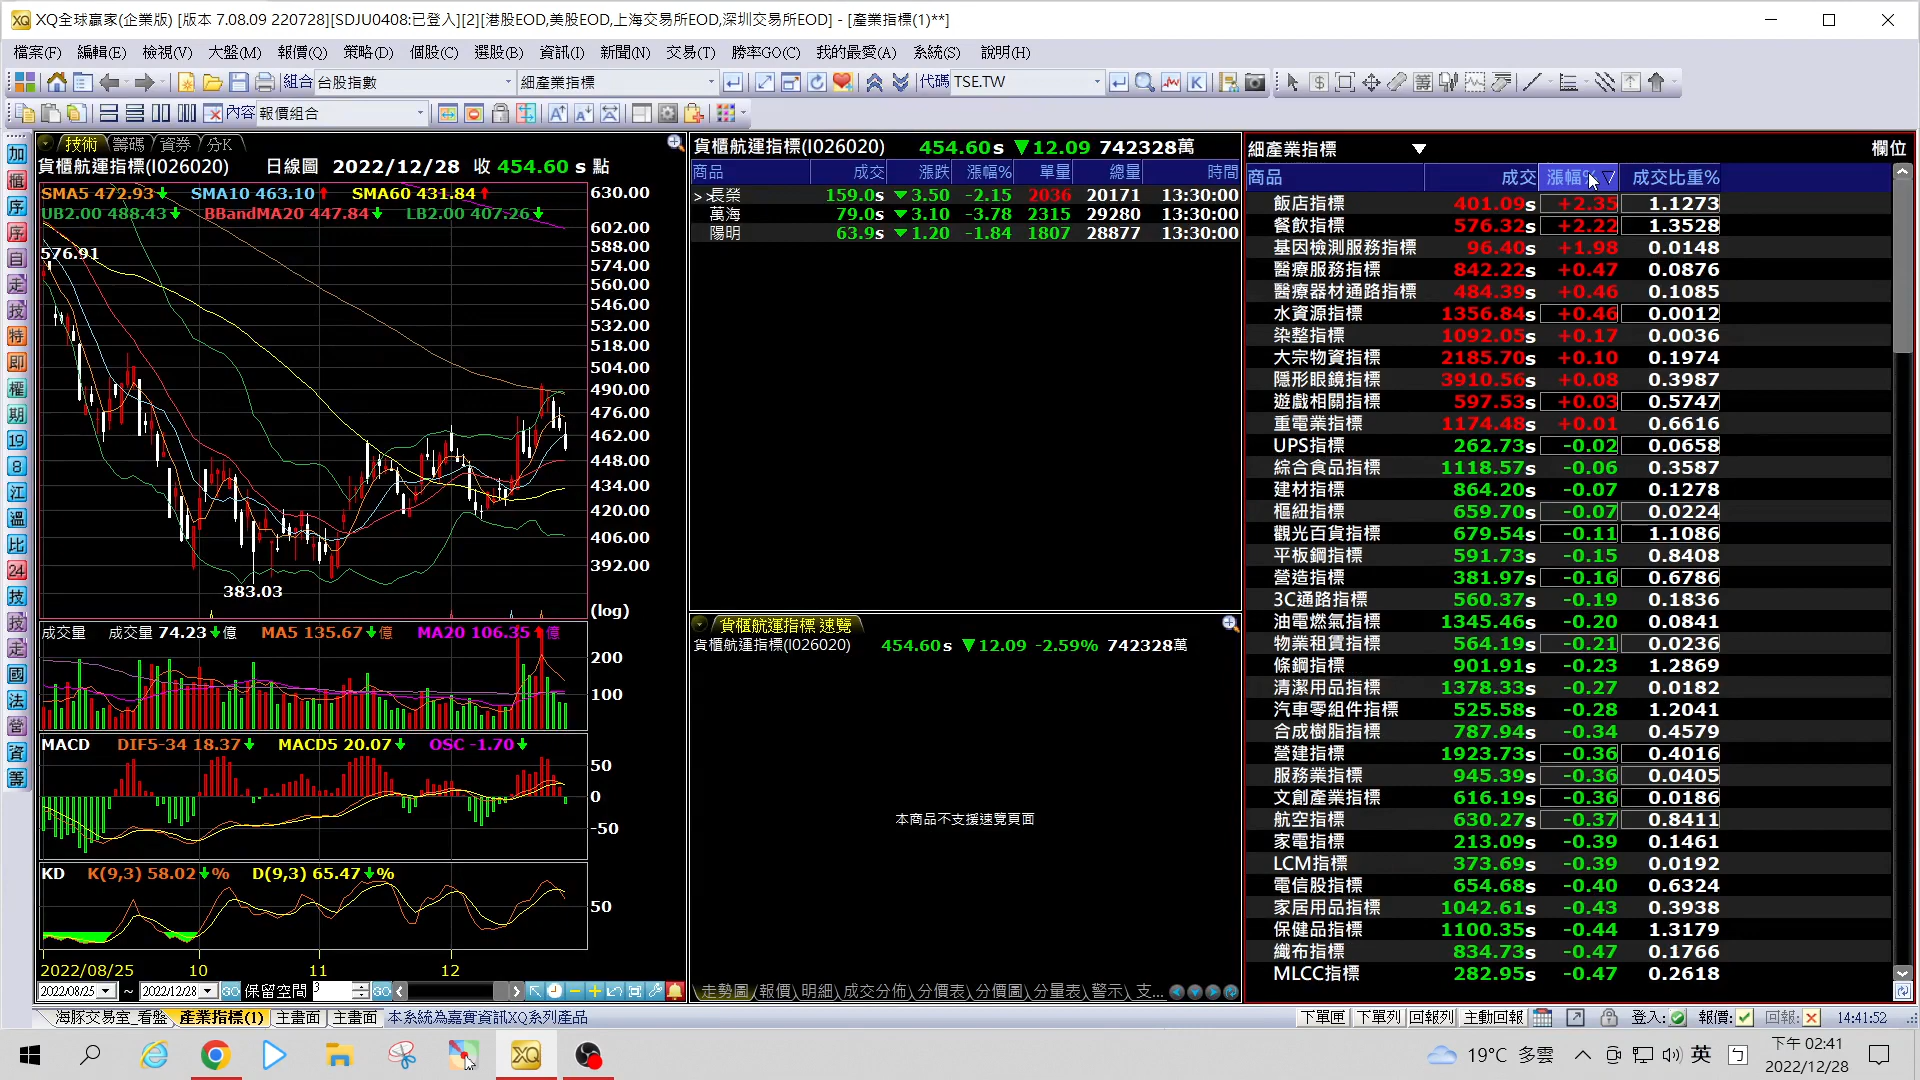 XQ全球贏家(企業版) [版本 7.08.09 220728][SDJU0408:已登入][2][港股EOD,美股EOD,上海交易所EOD,深圳交易所EOD] - [產業指標(1)**]
檔案(F) 編輯(E) 檢視(V) 大盤(M) 報價(Q) 策略(D) 個股(C) 選股(B) 資訊(I) 新聞(N) 交易(T) 勝率GO(C) 我的最愛(A) 系統(S) 說明(H)
組合 台股指數 細產業指標 代碼 TSE.TW
內容 報價組合
加
櫃
序
序
自
走
技
特
即
權
期
19
8
江
溫
比
24
技
技
走
國
法
營
資
籌
技術 籌碼 資券 分K
貨櫃航運指標(I026020) 日線圖 2022/12/28 收 454.60 s 點
SMA5 472.93 SMA10 463.10 SMA60 431.84
UB2.00 488.43 BBandMA20 447.84 LB2.00 407.26
630.00
602.00
588.00
574.00
560.00
546.00
532.00
518.00
504.00
490.00
476.00
462.00
448.00
434.00
420.00
406.00
392.00
(log)
576.91
383.03
成交量 成交量 74.23億 MA5 135.67億 MA20 106.35億
200
100
MACD DIF5-34 18.37 MACD5 20.07 OSC -1.70
50
0
-50
KD K(9,3) 58.02% D(9,3) 65.47%
50
2022/08/25 10 11 12
2022/08/25 ~ 2022/12/28 GO 保留空間 3 GO
貨櫃航運指標(I026020) 454.60s ▼12.09 742328萬
商品 成交 漲跌 漲幅% 單量 總量 時間
長榮 159.0s ▼3.50 -2.15 2036 20171 13:30:00
萬海 79.0s ▼3.10 -3.78 2315 29280 13:30:00
陽明 63.9s ▼1.20 -1.84 1807 28877 13:30:00
貨櫃航運指標 速覽
貨櫃航運指標(I026020) 454.60s ▼12.09 -2.59% 742328萬
本商品不支援速覽頁面
走勢圖 報價 明細 成交分佈 分價表 分價圖 分量表 警示 支...
細產業指標 ▼ 欄位
商品 成交 漲幅%▽ 成交比重%
飯店指標 401.09s +2.35 1.1273
餐飲指標 576.32s +2.22 1.3528
基因檢測服務指標 96.40s +1.98 0.0148
醫療服務指標 842.22s +0.47 0.0876
醫療器材通路指標 484.39s +0.46 0.1085
水資源指標 1356.84s +0.46 0.0012
染整指標 1092.05s +0.17 0.0036
大宗物資指標 2185.70s +0.10 0.1974
隱形眼鏡指標 3910.56s +0.08 0.3987
遊戲相關指標 597.53s +0.03 0.5747
重電業指標 1174.48s +0.01 0.6616
UPS指標 262.73s -0.02 0.0658
綜合食品指標 1118.57s -0.06 0.3587
建材指標 864.20s -0.07 0.1278
樞紐指標 659.70s -0.07 0.0224
觀光百貨指標 679.54s -0.11 1.1086
平板鋼指標 591.73s -0.15 0.8408
營造指標 381.97s -0.16 0.6786
3C通路指標 560.37s -0.19 0.1836
油電燃氣指標 1345.46s -0.20 0.0841
物業租賃指標 564.19s -0.21 0.0236
條鋼指標 901.91s -0.23 1.2869
清潔用品指標 1378.33s -0.27 0.0182
汽車零組件指標 525.58s -0.28 1.2041
合成樹脂指標 787.94s -0.34 0.4579
營建指標 1923.73s -0.36 0.4016
服務業指標 945.39s -0.36 0.0405
文創產業指標 616.19s -0.36 0.0186
航空指標 630.27s -0.37 0.8411
家電指標 213.09s -0.39 0.1461
LCM指標 373.69s -0.39 0.0192
電信股指標 654.68s -0.40 0.6324
家居用品指標 1042.61s -0.43 0.3938
保健品指標 1100.35s -0.44 1.3179
織布指標 834.73s -0.47 0.1766
MLCC指標 282.95s -0.47 0.2618
海豚交易室_看盤 產業指標(1) 主畫面 主畫面 本系統為嘉實資訊XQ系列產品
下單匣 下單列 回報列 主動回報 登入: 報價: 回報: 14:41:52
19°C 多雲 英 下午 02:41
2022/12/28